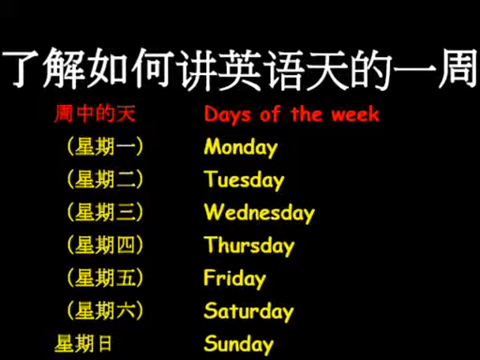 了解如何讲英语天的一周
周中的天 Days of the week
(星期一) Monday
(星期二) Tuesday
(星期三) Wednesday
(星期四) Thursday
(星期五) Friday
(星期六) Saturday
星期日 Sunday